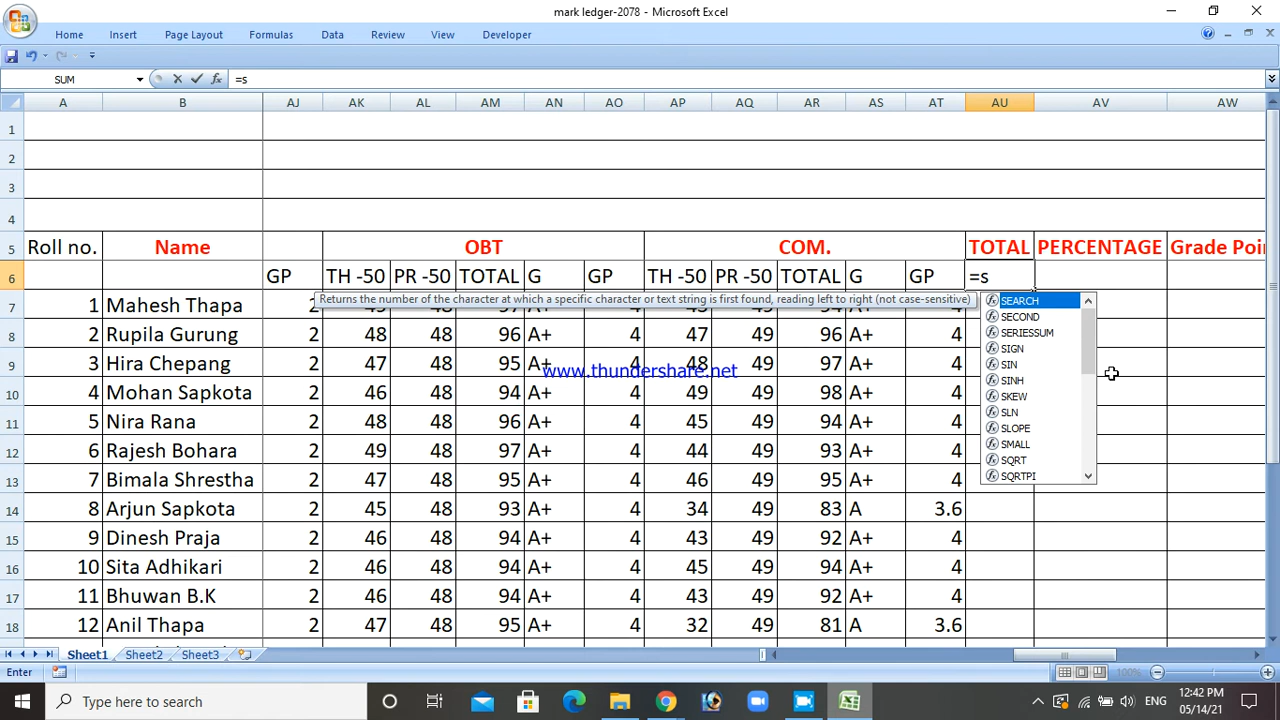 mark ledger-2078 - Microsoft Excel
Home Insert Page Layout Formulas Data Review View Developer
SUM =s
A B AJ AK AL AM AN AO AP AQ AR AS AT AU AV AW
1
2
3
4
5 Roll no. Name OBT COM. TOTAL PERCENTAGE Grade Poi
6 GP TH -50 PR -50 TOTAL G GP TH -50 PR -50 TOTAL G GP =s
Returns the number of the character at which a specific character or text string is first found, reading left to right (not case-sensitive)
SEARCH
SECOND
SERIESSUM
SIGN
SIN
SINH
SKEW
SLN
SLOPE
SMALL
SQRT
SQRTPI
7 1 Mahesh Thapa 2
8 2 Rupila Gurung 2 48 48 96 A+ 4 47 49 96 A+ 4
9 3 Hira Chepang 2 47 48 95 A+ 4 48 49 97 A+ 4
www.thundershare.net
10 4 Mohan Sapkota 2 46 48 94 A+ 4 49 49 98 A+ 4
11 5 Nira Rana 2 48 48 96 A+ 4 45 49 94 A+ 4
12 6 Rajesh Bohara 2 49 48 97 A+ 4 44 49 93 A+ 4
13 7 Bimala Shrestha 2 47 48 95 A+ 4 46 49 95 A+ 4
14 8 Arjun Sapkota 2 45 48 93 A+ 4 34 49 83 A 3.6
15 9 Dinesh Praja 2 46 48 94 A+ 4 43 49 92 A+ 4
16 10 Sita Adhikari 2 46 48 94 A+ 4 45 49 94 A+ 4
17 11 Bhuwan B.K 2 46 48 94 A+ 4 43 49 92 A+ 4
18 12 Anil Thapa 2 47 48 95 A+ 4 32 49 81 A 3.6
Sheet1 Sheet2 Sheet3
Enter 100%
Type here to search
ENG
12:42 PM
05/14/21